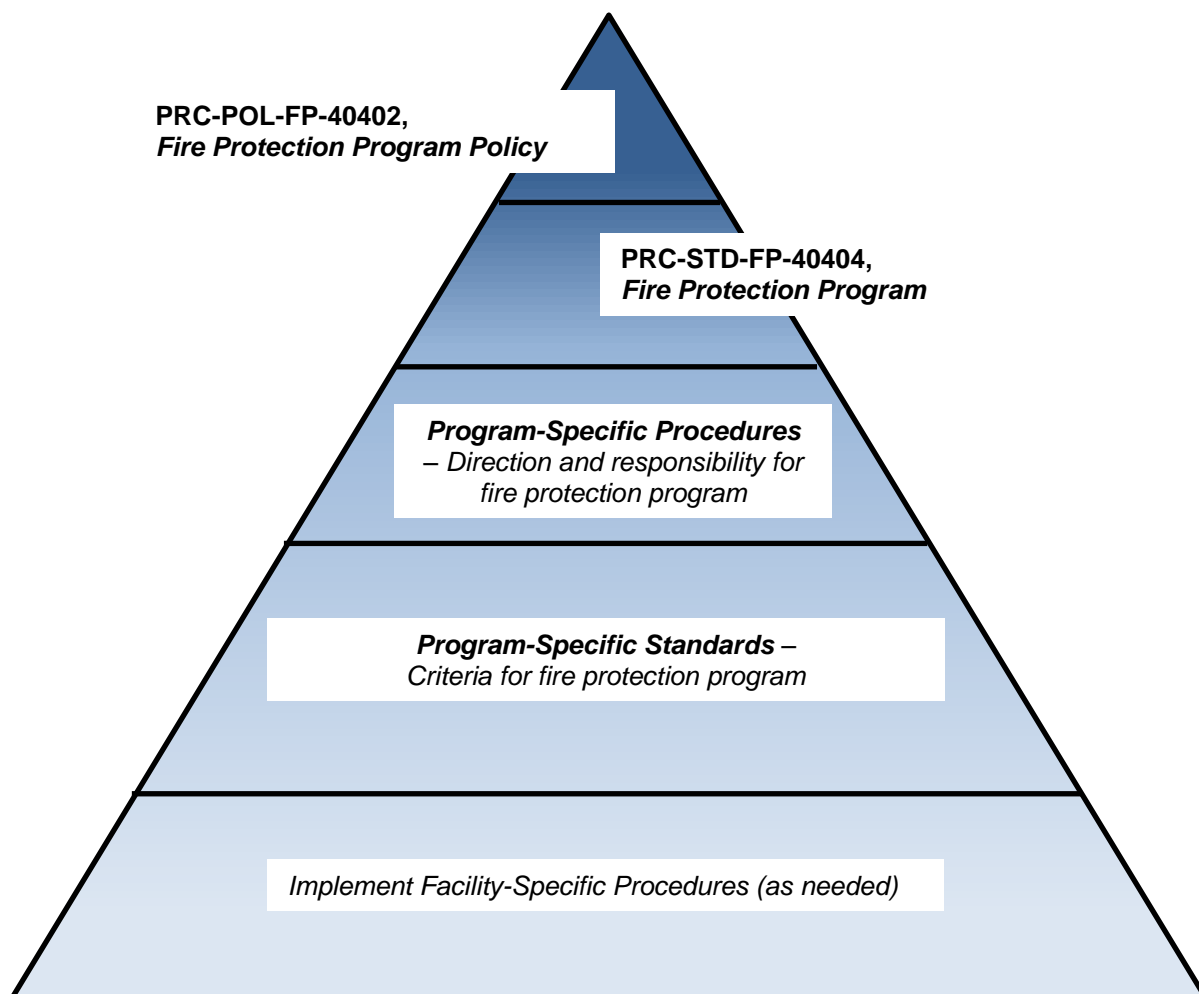 PRC-POL-FP-40402,
Fire Protection Program Policy
PRC-STD-FP-40404,
Fire Protection Program
Program-Specific Procedures
– Direction and responsibility for
fire protection program
Program-Specific Standards –
Criteria for fire protection program
Implement Facility-Specific Procedures (as needed)